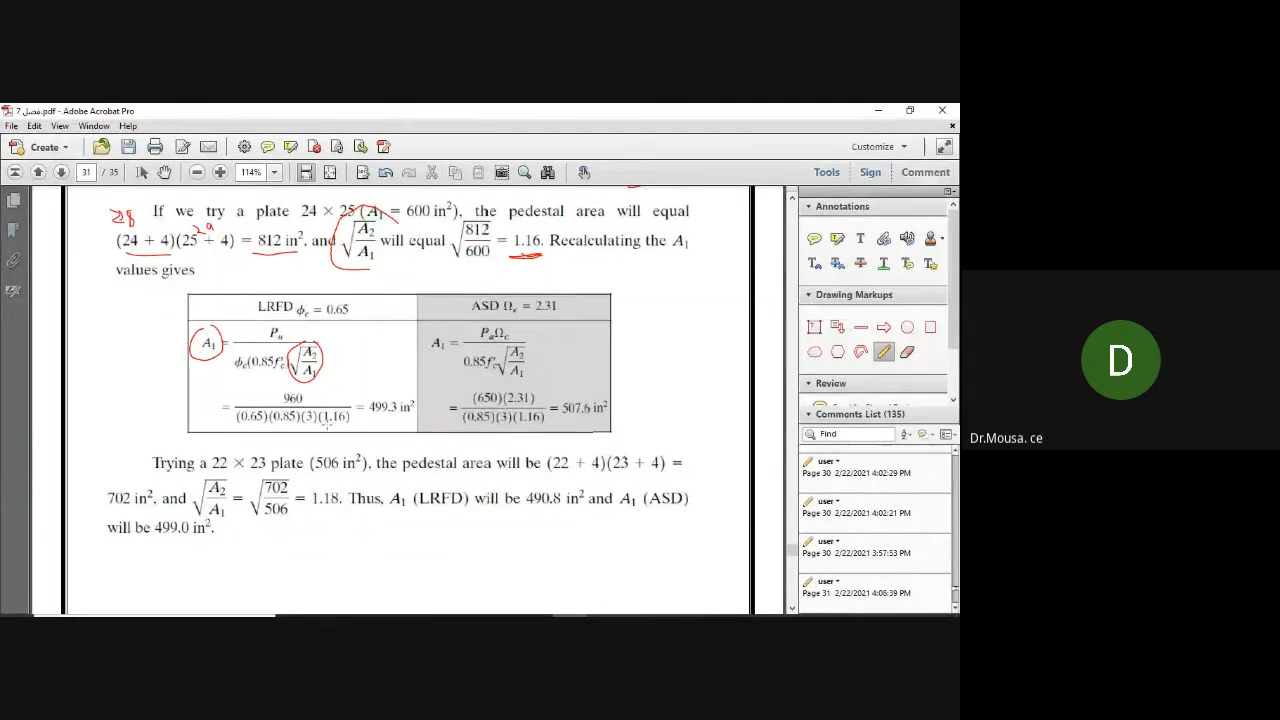 فصل 7.pdf - Adobe Acrobat Pro
File Edit View Window Help
Create
Customize
31 / 35
114%
Tools Sign Comment
28
If we try a plate 24 × 25 (A₁ = 600 in²), the pedestal area will equal
29
(24 + 4)(25 + 4) = 812 in², and √(A₂/A₁) will equal √(812/600) = 1.16. Recalculating the A₁
values gives
LRFD ϕc = 0.65
ASD Ωc = 2.31
A₁ = Pu / ϕc(0.85f′c√(A₂/A₁)
= 960 / (0.65)(0.85)(3)(1.16) = 499.3 in²
A₁ = PaΩc / 0.85f′c√(A₂/A₁)
= (650)(2.31) / (0.85)(3)(1.16) = 507.6 in²
Trying a 22 × 23 plate (506 in²), the pedestal area will be (22 + 4)(23 + 4) =
702 in², and √(A₂/A₁) = √(702/506) = 1.18. Thus, A₁ (LRFD) will be 490.8 in² and A₁ (ASD)
will be 499.0 in².
Annotations
Drawing Markups
Review
Comments List (135)
Find
user
Page 30 2/22/2021 4:02:29 PM
user
Page 30 2/22/2021 4:02:21 PM
user
Page 30 2/22/2021 3:57:53 PM
user
Page 31 2/22/2021 4:08:39 PM
D
Dr.Mousa. ce